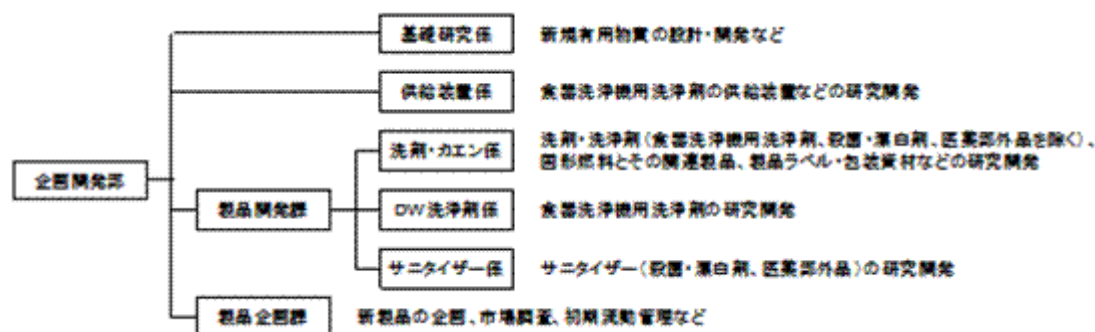 基礎研究係 新規有用物質の設計・開発など
供給装置係 食器洗浄機用洗浄剤の供給装置などの研究開発
洗剤・カエン係 洗剤・洗浄剤(食器洗浄機用洗浄剤、殺菌・漂白剤、医薬部外品を除く)、
固形燃料とその関連製品、製品ラベル・包装資材などの研究開発
企画開発部
製品開発課 DW洗浄剤係 食器洗浄機用洗浄剤の研究開発
サニタイザー係 サニタイザー(殺菌・漂白剤、医薬部外品)の研究開発
製品企画課 新製品の企画、市場調査、初期流動管理など